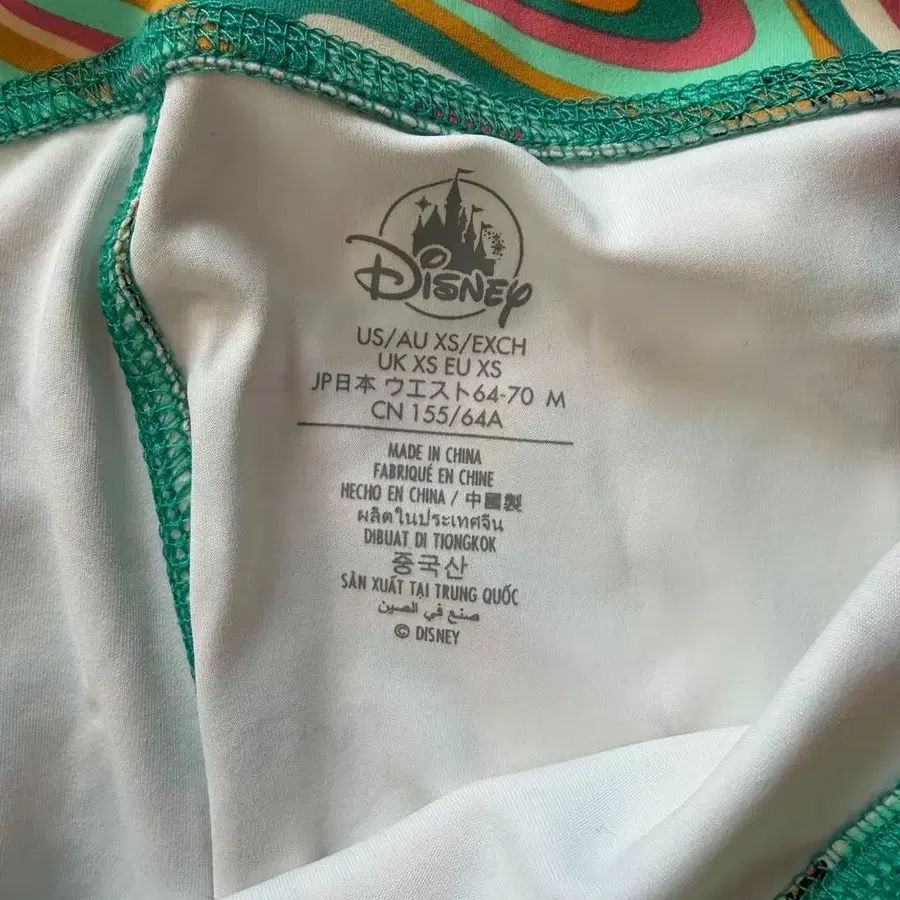 Disney
US/AU XS/EXCH
UK XS EU XS
JP日本 ウエスト64-70 M
CN 155/64A
MADE IN CHINA
FABRIQUÉ EN CHINE
HECHO EN CHINA / 中國製
ผลิตในประเทศจีน
DIBUAT DI TIONGKOK
중국산
SẢN XUẤT TẠI TRUNG QUỐC
صنع في الصين
© DISNEY